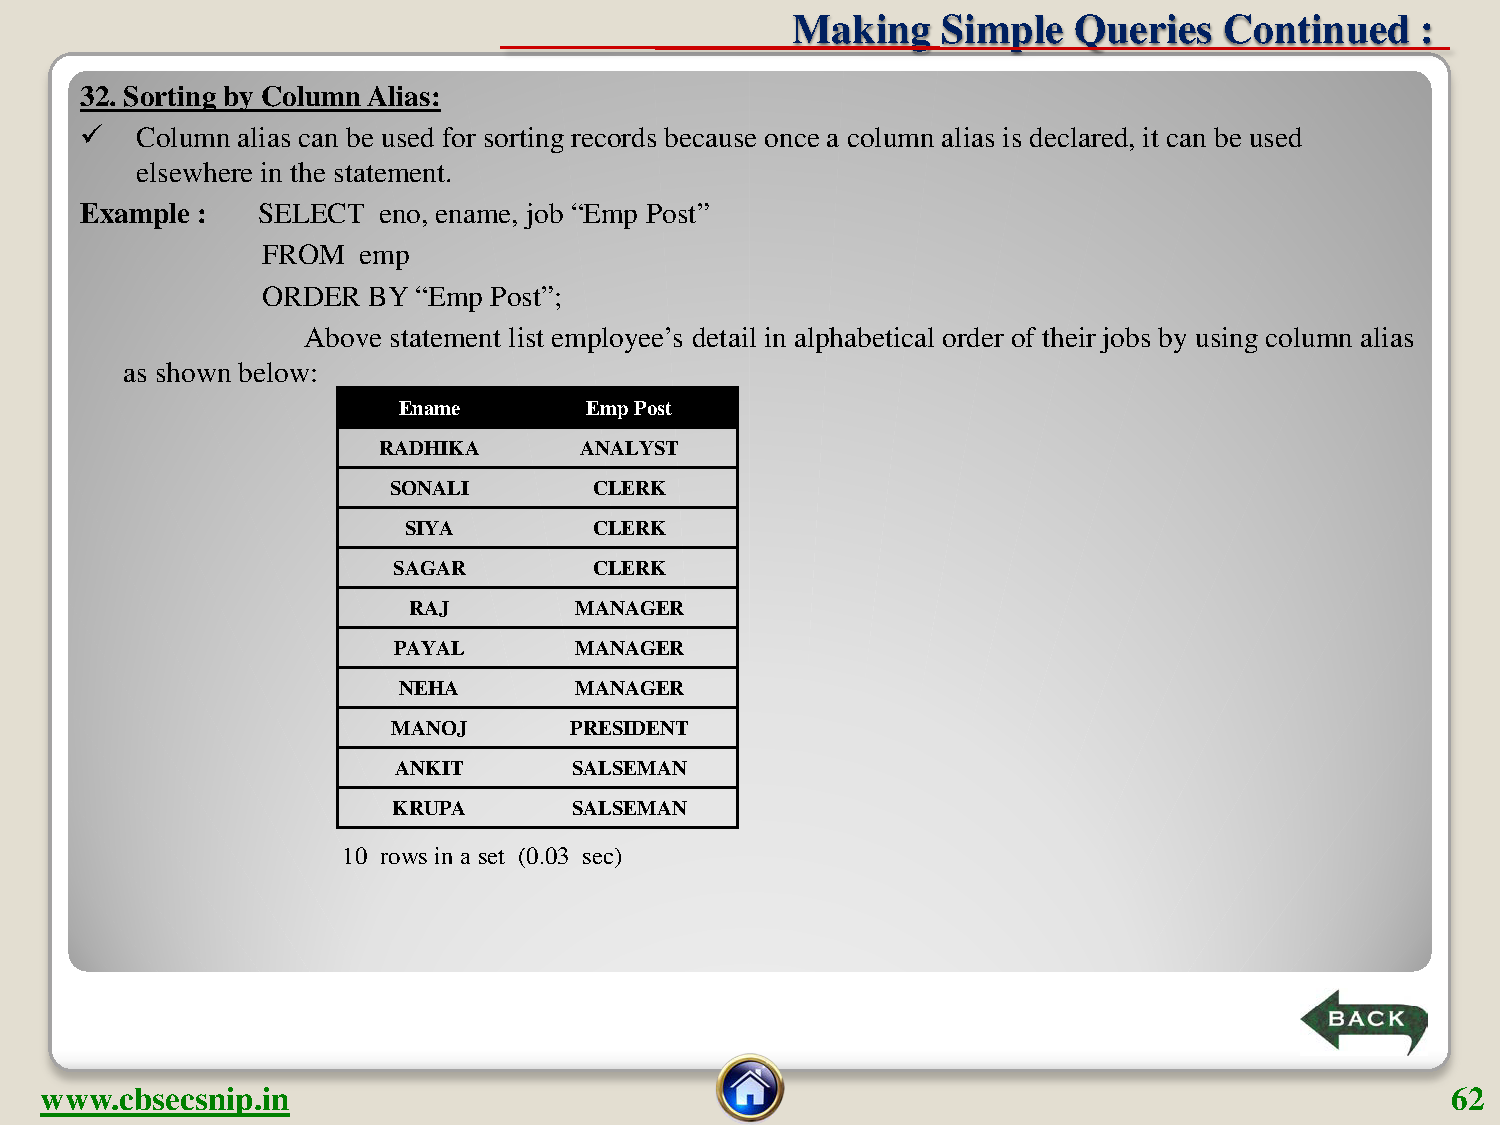 Making Simple Queries Continued :
32. Sorting by Column Alias:
✓ Column alias can be used for sorting records because once a column alias is declared, it can be used
elsewhere in the statement.
Example : SELECT eno, ename, job “Emp Post”
FROM emp
ORDER BY “Emp Post”;
Above statement list employee’s detail in alphabetical order of their jobs by using column alias
as shown below:
Ename Emp Post
RADHIKA ANALYST
SONALI CLERK
SIYA CLERK
SAGAR CLERK
RAJ MANAGER
PAYAL MANAGER
NEHA MANAGER
MANOJ PRESIDENT
ANKIT SALSEMAN
KRUPA SALSEMAN
10 rows in a set (0.03 sec)
BACK
www.cbsecsnip.in 62